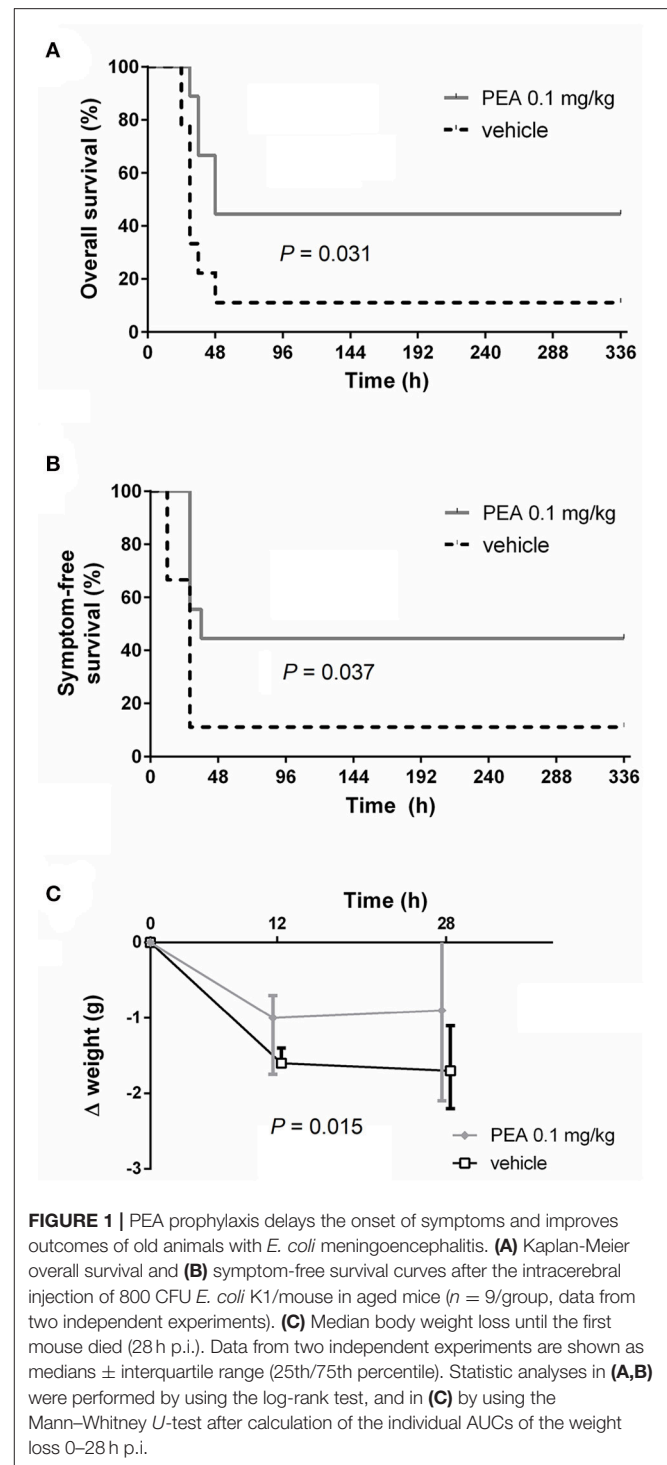 A
100
80
60
40
20
0
Overall survival (%)
PEA 0.1 mg/kg
vehicle
P = 0.031
0 48 96 144 192 240 288 336
Time (h)
B
100
80
60
40
20
0
Symptom-free
survival (%)
PEA 0.1 mg/kg
vehicle
P = 0.037
0 48 96 144 192 240 288 336
Time (h)
C
Time (h)
0 12 28
0
-1
-2
-3
Δ weight (g)
P = 0.015
PEA 0.1 mg/kg
vehicle
FIGURE 1 | PEA prophylaxis delays the onset of symptoms and improves
outcomes of old animals with E. coli meningoencephalitis. (A) Kaplan-Meier
overall survival and (B) symptom-free survival curves after the intracerebral
injection of 800 CFU E. coli K1/mouse in aged mice (n = 9/group, data from
two independent experiments). (C) Median body weight loss until the first
mouse died (28 h p.i.). Data from two independent experiments are shown as
medians ± interquartile range (25th/75th percentile). Statistic analyses in (A,B)
were performed by using the log-rank test, and in (C) by using the
Mann–Whitney U-test after calculation of the individual AUCs of the weight
loss 0–28 h p.i.